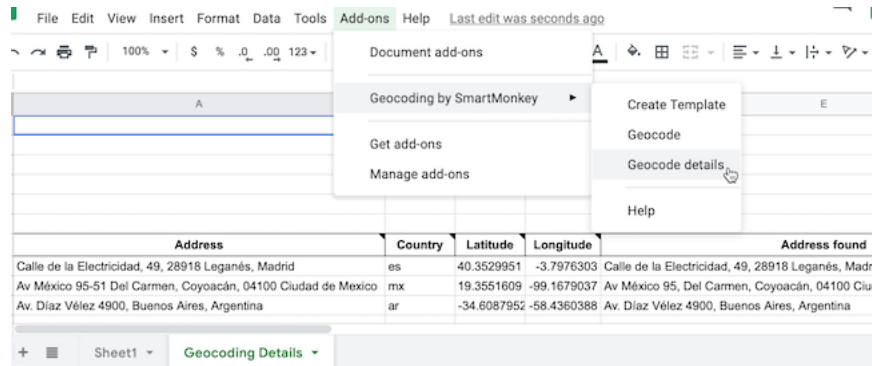 File Edit View Insert Format Data Tools Add-ons Help Last edit was seconds ago
100% $ % .0 .00 123 A
Document add-ons
Geocoding by SmartMonkey
Get add-ons
Manage add-ons
Create Template
Geocode
Geocode details
Help
A E
Address Country Latitude Longitude Address found
Calle de la Electricidad, 49, 28918 Leganés, Madrid es 40.3529951 -3.7976303 Calle de la Electricidad, 49, 28918 Leganés, Madr
Av México 95-51 Del Carmen, Coyoacán, 04100 Ciudad de Mexico mx 19.3551609 -99.1679037 Av México 95, Del Carmen, Coyoacán, 04100 Ciu
Av. Díaz Vélez 4900, Buenos Aires, Argentina ar -34.6087952 -58.4360388 Av. Díaz Vélez 4900, Buenos Aires, Argentina
+ Sheet1 Geocoding Details